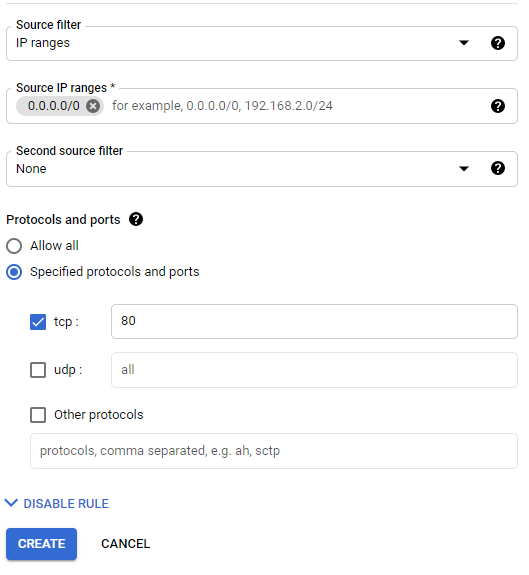 Source filter
IP ranges
Source IP ranges *
0.0.0.0/0 for example, 0.0.0.0/0, 192.168.2.0/24
Second source filter
None
Protocols and ports
Allow all
Specified protocols and ports
tcp : 80
udp : all
Other protocols
protocols, comma separated, e.g. ah, sctp
DISABLE RULE
CREATE CANCEL